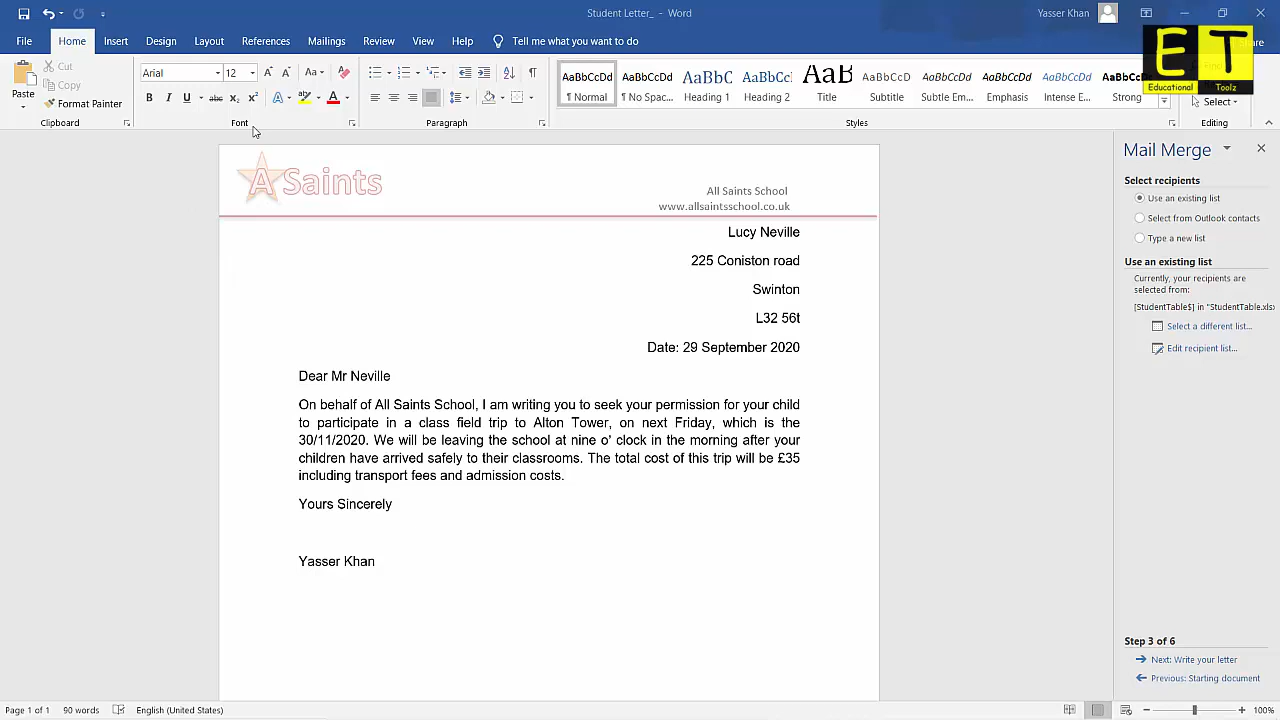 Student Letter_ - Word
Yasser Khan
File Home Insert Design Layout References Mailings Review View Help Tell me what you want to do
ET
Educational Toolz
Paste
Cut
Copy
Format Painter
Clipboard
Arial 12
Font
Paragraph
AaBbCcDd AaBbCcDd AaBbC AaBbCc AaB AaBbCcD AaBbCcDd AaBbCcDd AaBbCcDd
¶ Normal ¶ No Spac... Heading 1 Heading 2 Title Subtitle Subtle Em... Emphasis Intense E... Strong
Styles
Select
Editing
A Saints
All Saints School
www.allsaintsschool.co.uk
Lucy Neville
225 Coniston road
Swinton
L32 56t
Date: 29 September 2020
Dear Mr Neville
On behalf of All Saints School, I am writing you to seek your permission for your child
to participate in a class field trip to Alton Tower, on next Friday, which is the
30/11/2020. We will be leaving the school at nine o' clock in the morning after your
children have arrived safely to their classrooms. The total cost of this trip will be £35
including transport fees and admission costs.
Yours Sincerely
Yasser Khan
Mail Merge
Select recipients
Use an existing list
Select from Outlook contacts
Type a new list
Use an existing list
Currently, your recipients are
selected from:
[StudentTable$] in "StudentTable.xls
Select a different list...
Edit recipient list...
Step 3 of 6
Next: Write your letter
Previous: Starting document
Page 1 of 1 90 words English (United States) 100%